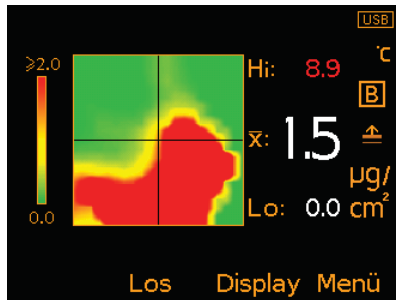 USB
°C
≥2.0
Hi: 8.9
B
x̄: 1.5
µg/
cm²
Lo: 0.0
0.0
Los Display Menü